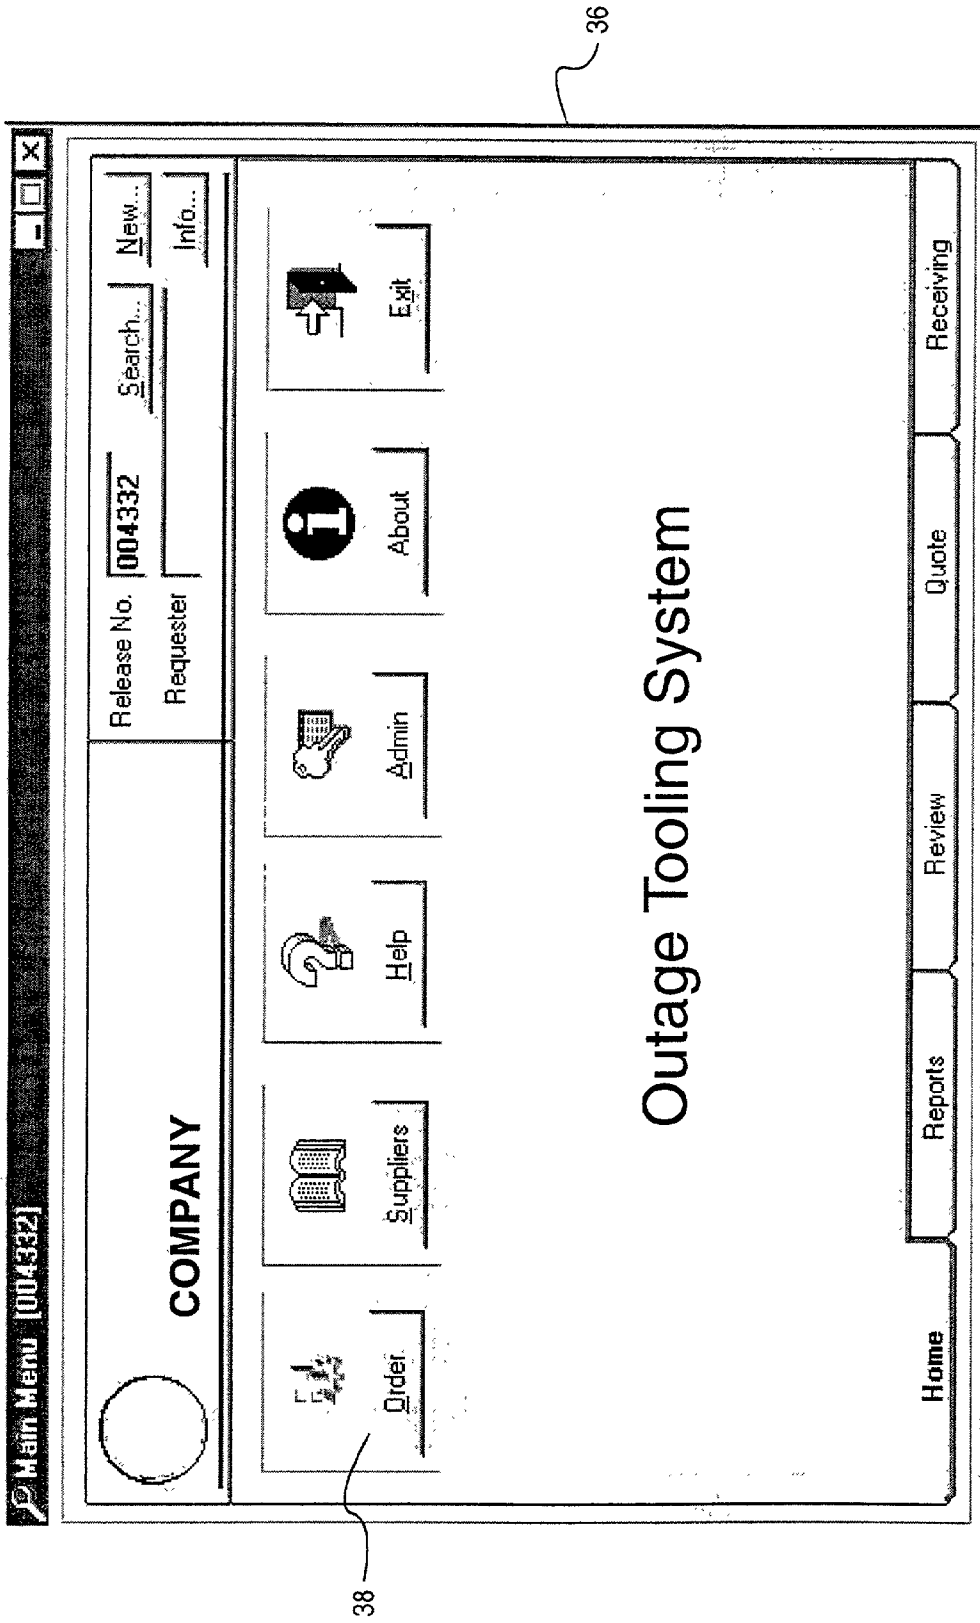 36
Main Menu [004332]
COMPANY
Release No. 004332 Search... New...
Requester Info...
Order Suppliers Help Admin About Exit
38
Outage Tooling System
Home Reports Review Quote Receiving